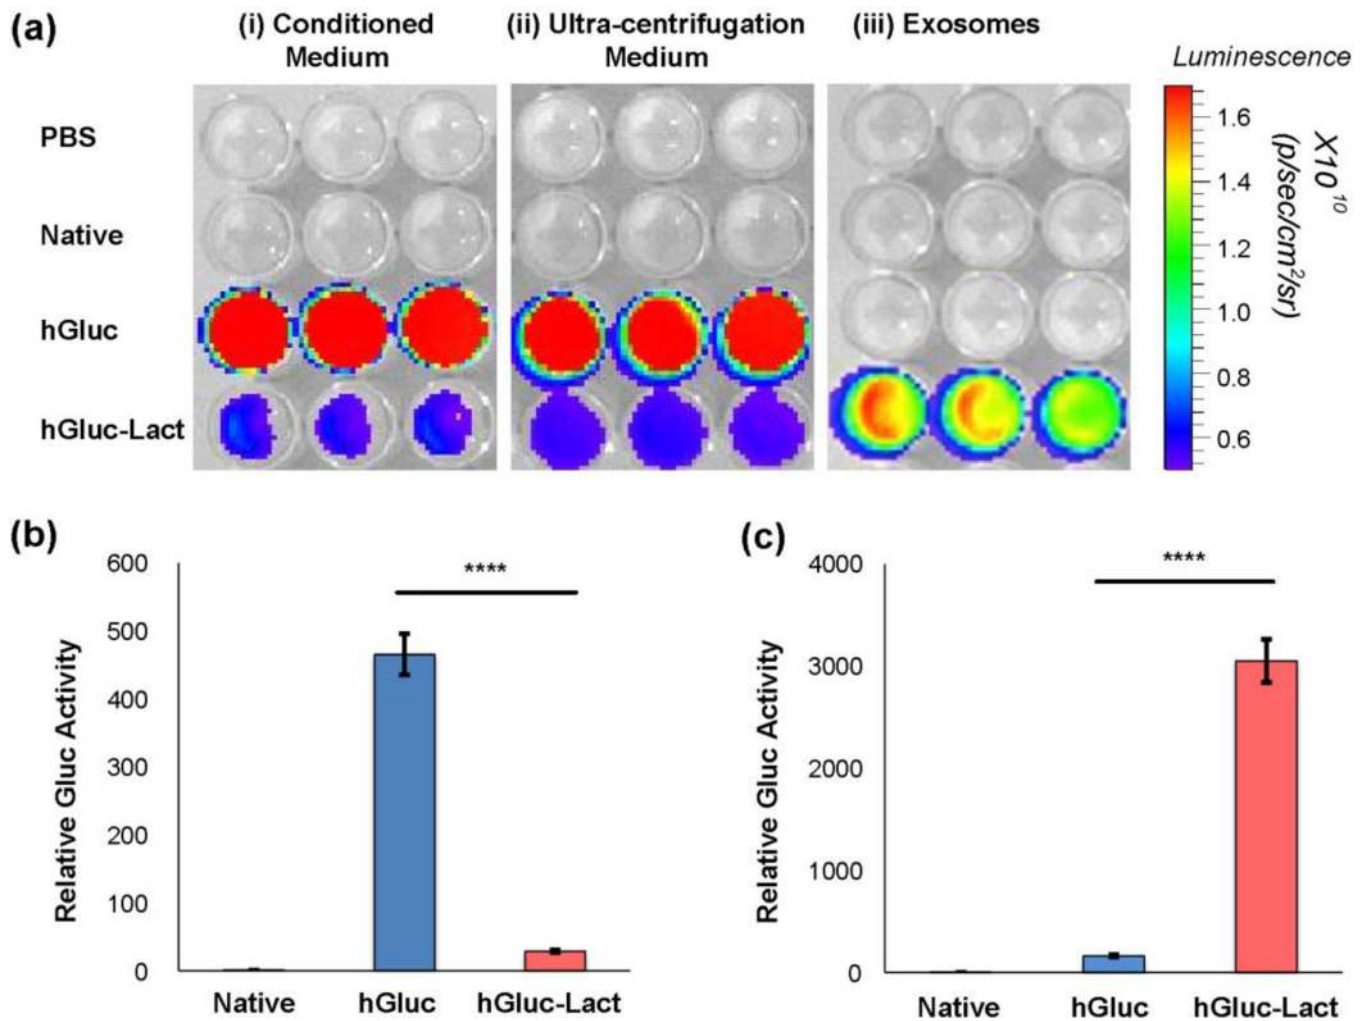 (a)
(i) Conditioned Medium
(ii) Ultra-centrifugation Medium
(iii) Exosomes
Luminescence
PBS
Native
hGluc
hGluc-Lact
1.6
1.4
1.2
1.0
0.8
0.6
X10^10
(p/sec/cm²/sr)
(b)
600
500
400
300
200
100
0
Relative Gluc Activity
****
Native hGluc hGluc-Lact
(c)
4000
3000
2000
1000
0
Relative Gluc Activity
****
Native hGluc hGluc-Lact